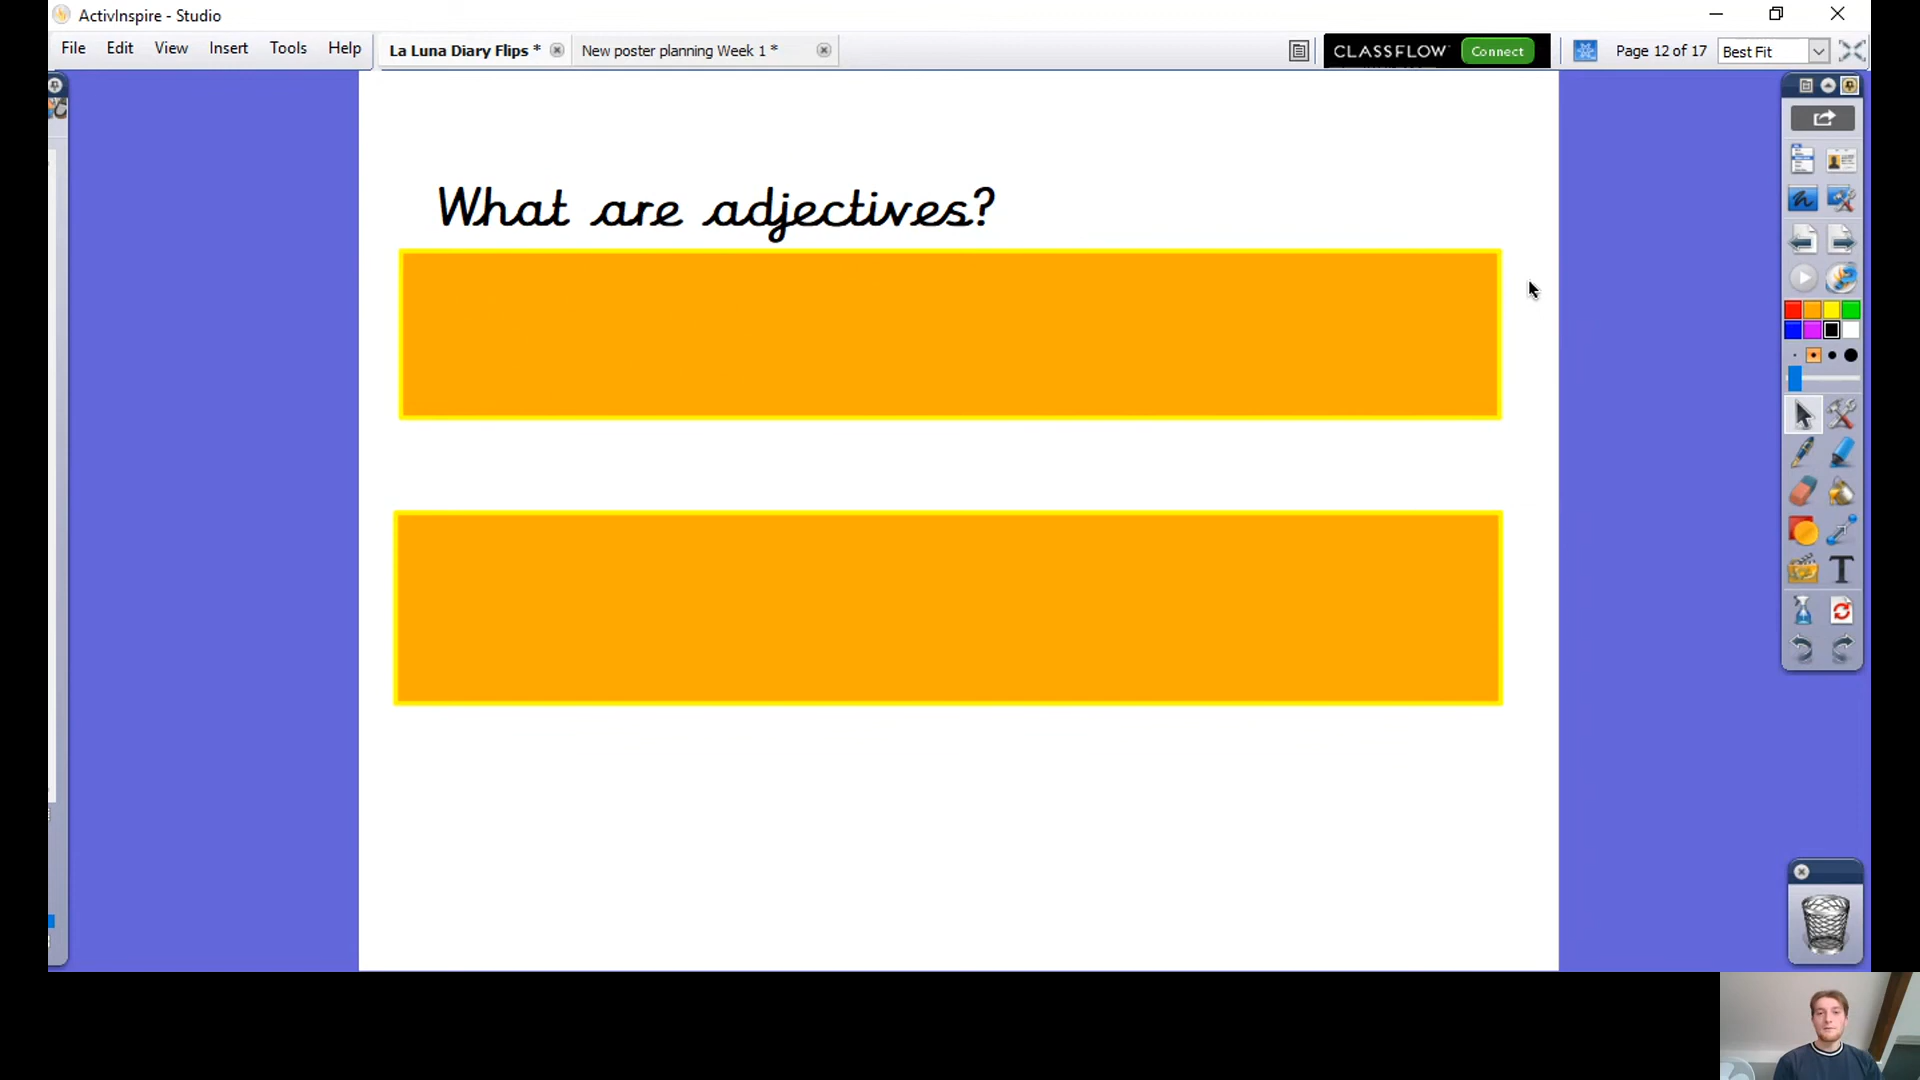 ActivInspire - Studio
File Edit View Insert Tools Help
La Luna Diary Flips * New poster planning Week 1 *
CLASSFLOW Connect
Page 12 of 17 Best Fit
What are adjectives?
T